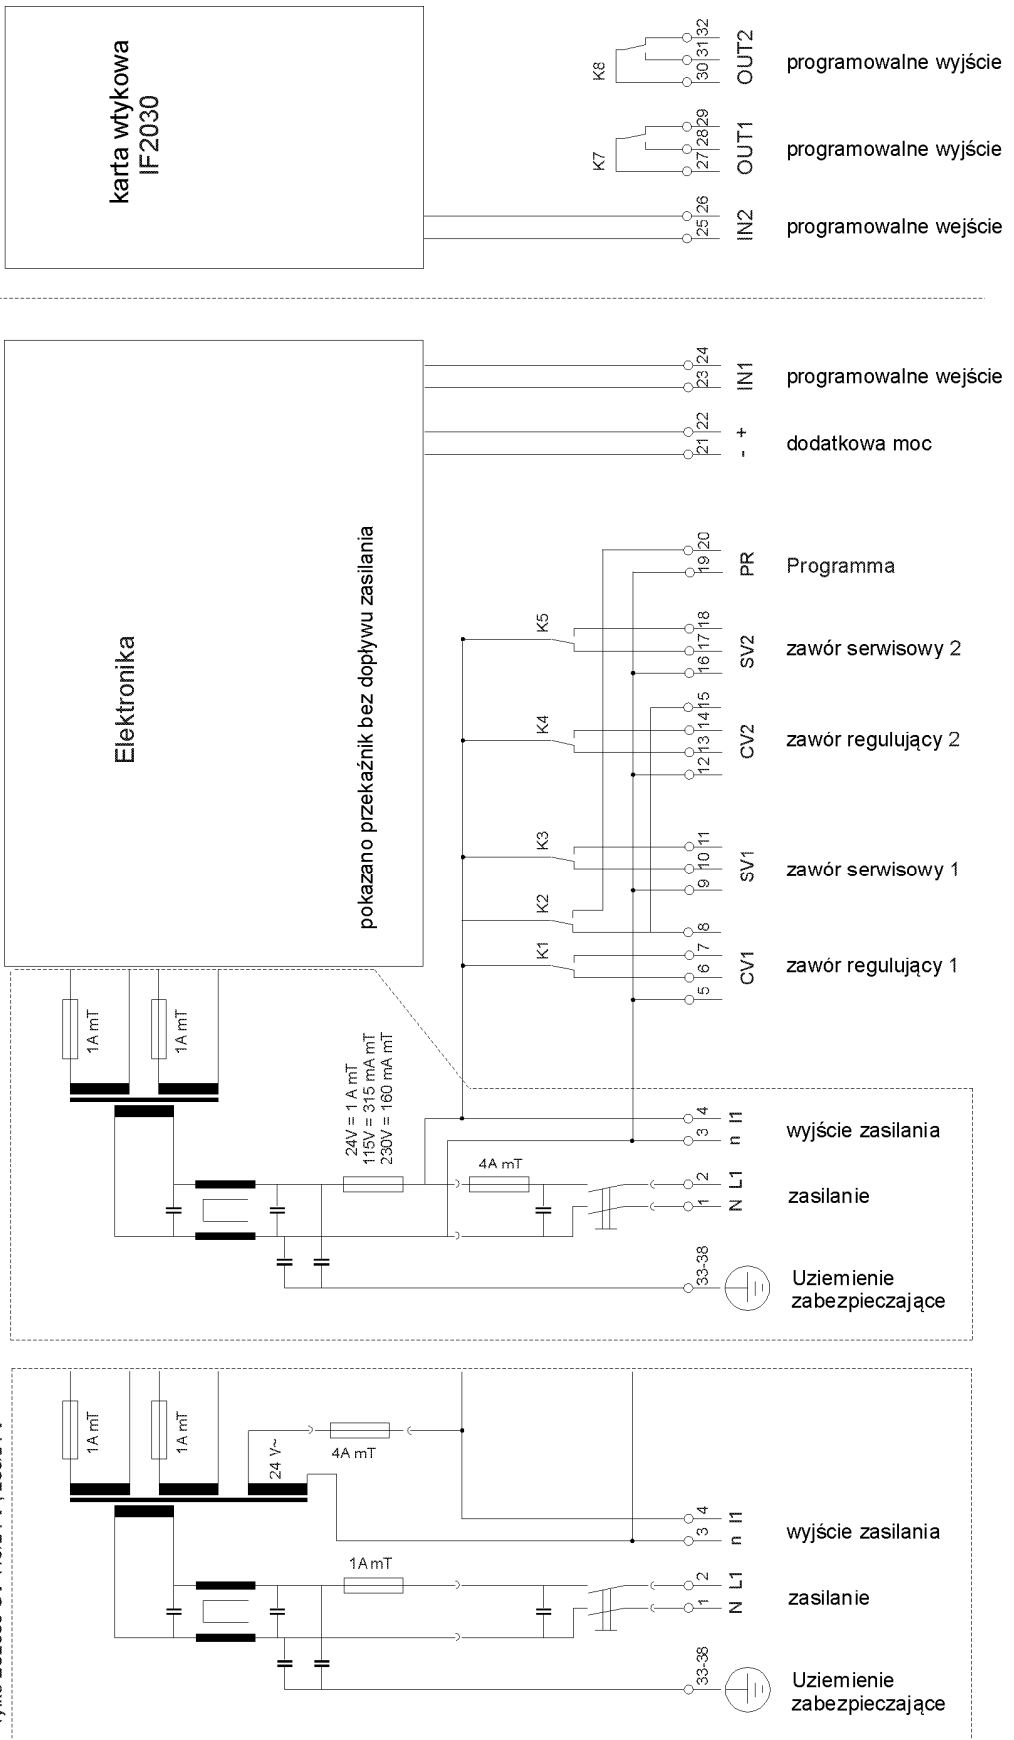 karta wtykowa
IF2030
K8
30 31 32
OUT2
programowalne wyjście
K7
27 28 29
OUT1
programowalne wyjście
25 26
IN2
programowalne wejście
Elektronika
pokazano przekaźnik bez dopływu zasilania
23 24
IN1
programowalne wejście
21 22
- +
dodatkowa moc
19 20
PR
Programma
K5
16 17 18
SV2
zawór serwisowy 2
K4
12 13 14 15
CV2
zawór regulujący 2
K3
9 10 11
SV1
zawór serwisowy 1
K2
K1
5 6 7 8
CV1
zawór regulujący 1
1A mT
1A mT
24V = 1 A mT
115V = 315 mA mT
230V = 160 mA mT
4A mT
3 4
n l1
wyjście zasilania
1 2
N L1
zasilanie
33-38
Uziemienie
zabezpieczające
1A mT
1A mT
24 V~
4A mT
3 4
n l1
wyjście zasilania
1A mT
1 2
N L1
zasilanie
33-38
Uziemienie
zabezpieczające